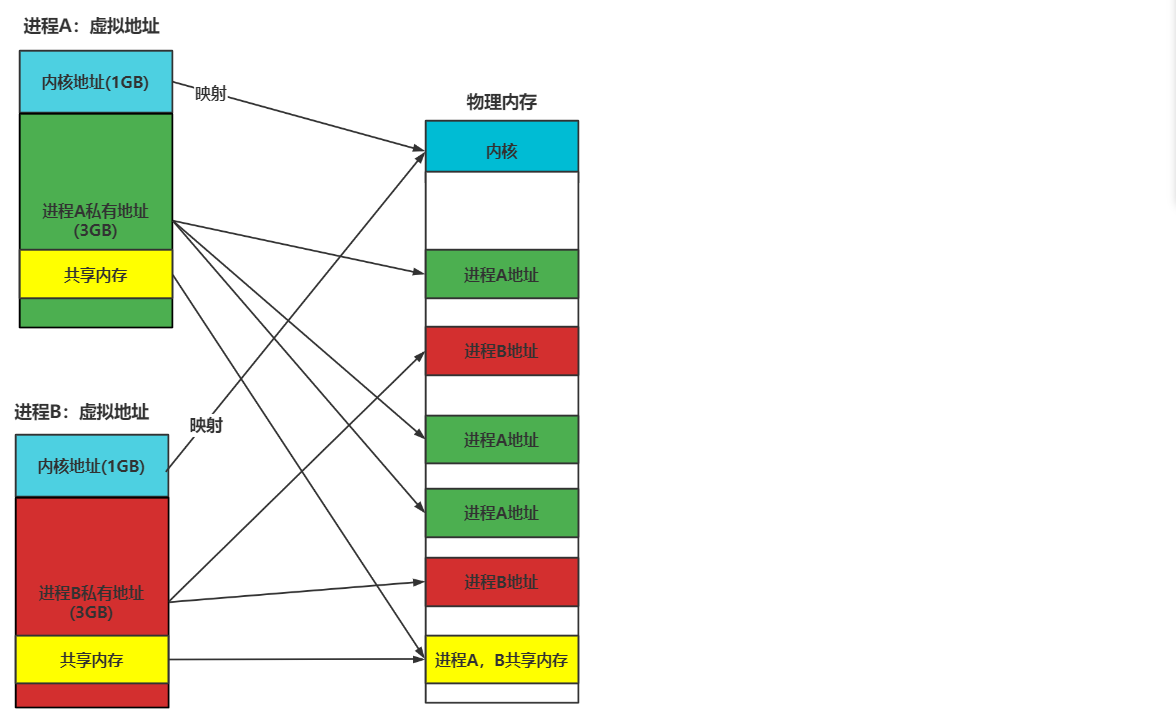 进程A：虚拟地址
内核地址(1GB)
映射
进程A私有地址
(3GB)
共享内存
进程B：虚拟地址
内核地址(1GB)
映射
进程B私有地址
(3GB)
共享内存
物理内存
内核
进程A地址
进程B地址
进程A地址
进程A地址
进程B地址
进程A，B共享内存